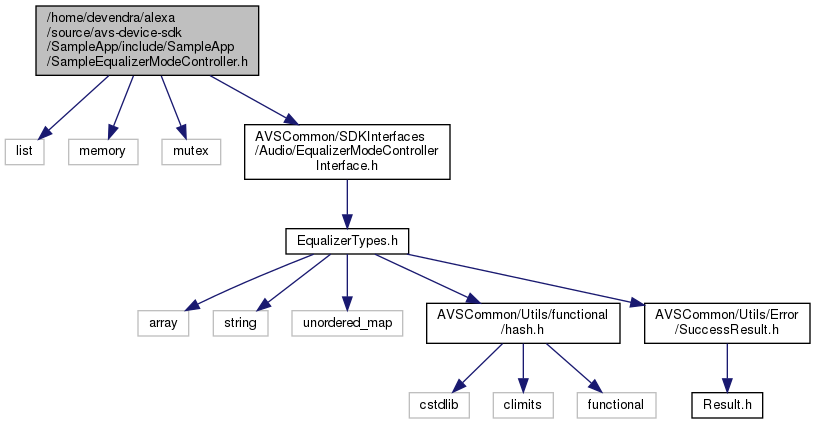 /home/devendra/alexa
/source/avs-device-sdk
/SampleApp/include/SampleApp
/SampleEqualizerModeController.h
list
memory
mutex
AVSCommon/SDKInterfaces
/Audio/EqualizerModeController
Interface.h
EqualizerTypes.h
array
string
unordered_map
AVSCommon/Utils/functional
/hash.h
AVSCommon/Utils/Error
/SuccessResult.h
cstdlib
climits
functional
Result.h